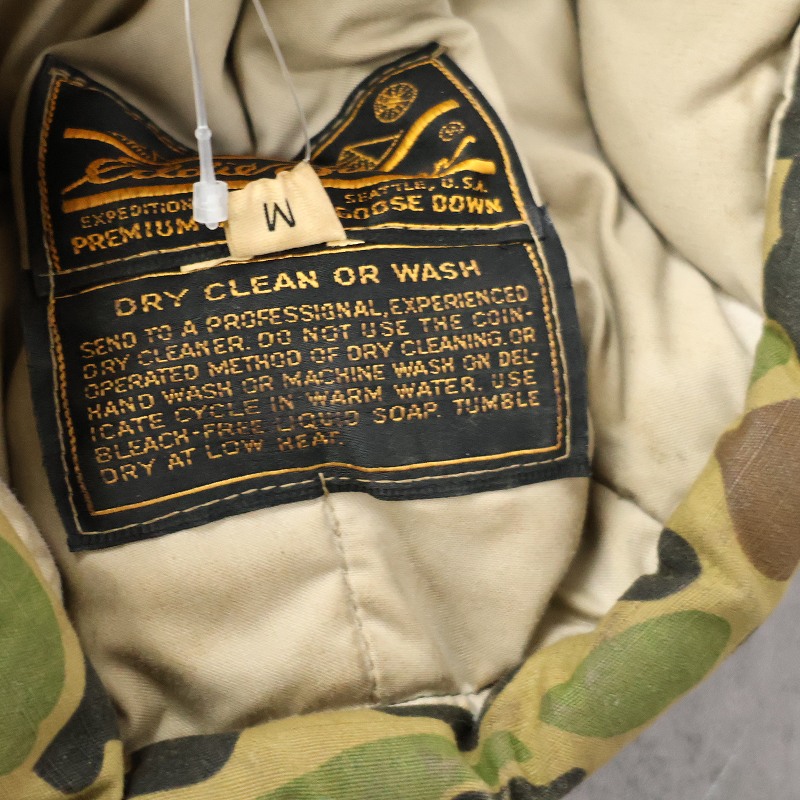 Eddie
SEATTLE, U.S.A.
EXPEDITION
PREMIUM GOOSE DOWN
M
DRY CLEAN OR WASH
SEND TO A PROFESSIONAL, EXPERIENCED
DRY CLEANER. DO NOT USE THE COIN-
OPERATED METHOD OF DRY CLEANING. OR
HAND WASH OR MACHINE WASH ON DEL-
ICATE CYCLE IN WARM WATER. USE
BLEACH-FREE LIQUID SOAP. TUMBLE
DRY AT LOW HEAT.